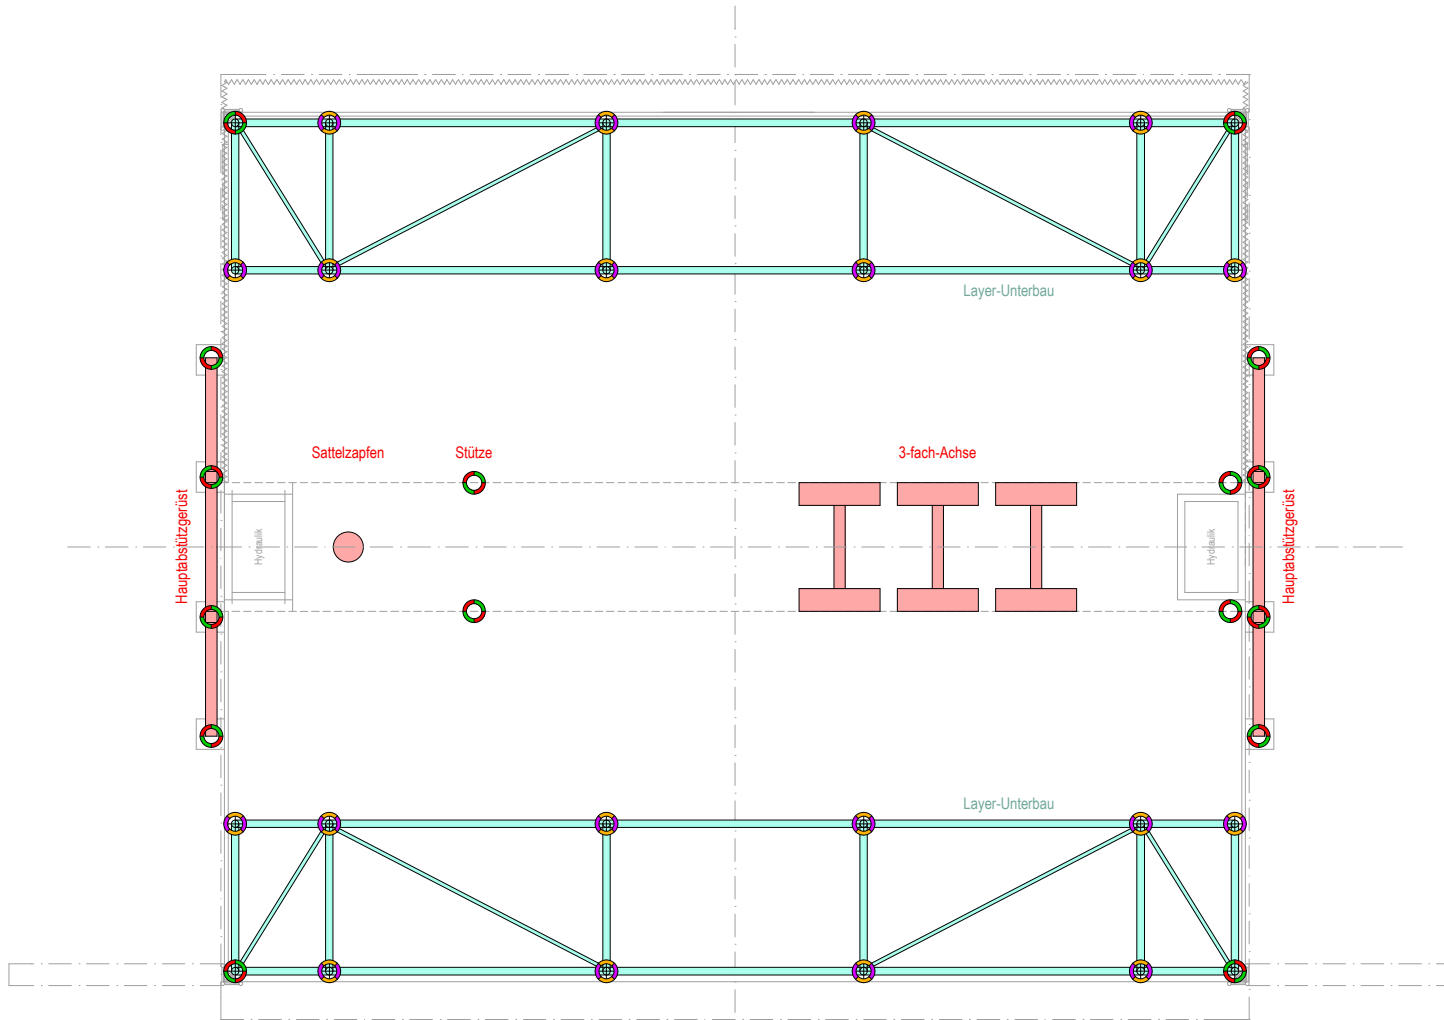 Layer-Unterbau
Sattelzapfen
Stütze
3-fach-Achse
Hauptabstützgerüst
Hydraulik
Hydraulik
Hauptabstützgerüst
Layer-Unterbau